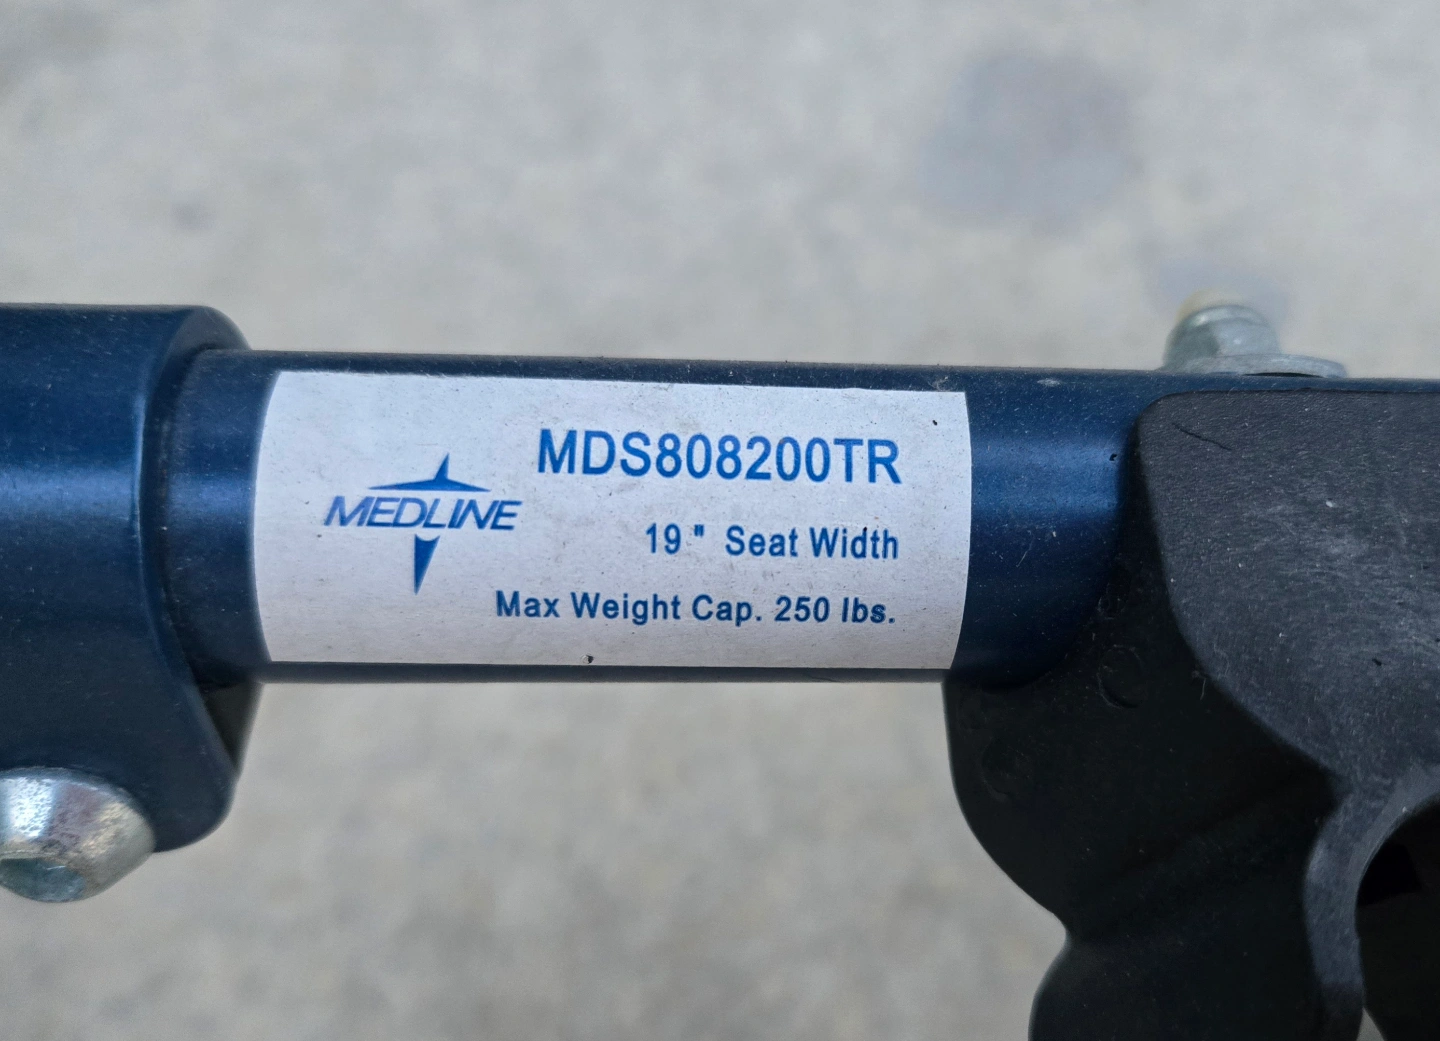 MDS808200TR
MEDLINE
19" Seat Width
Max Weight Cap. 250 lbs.